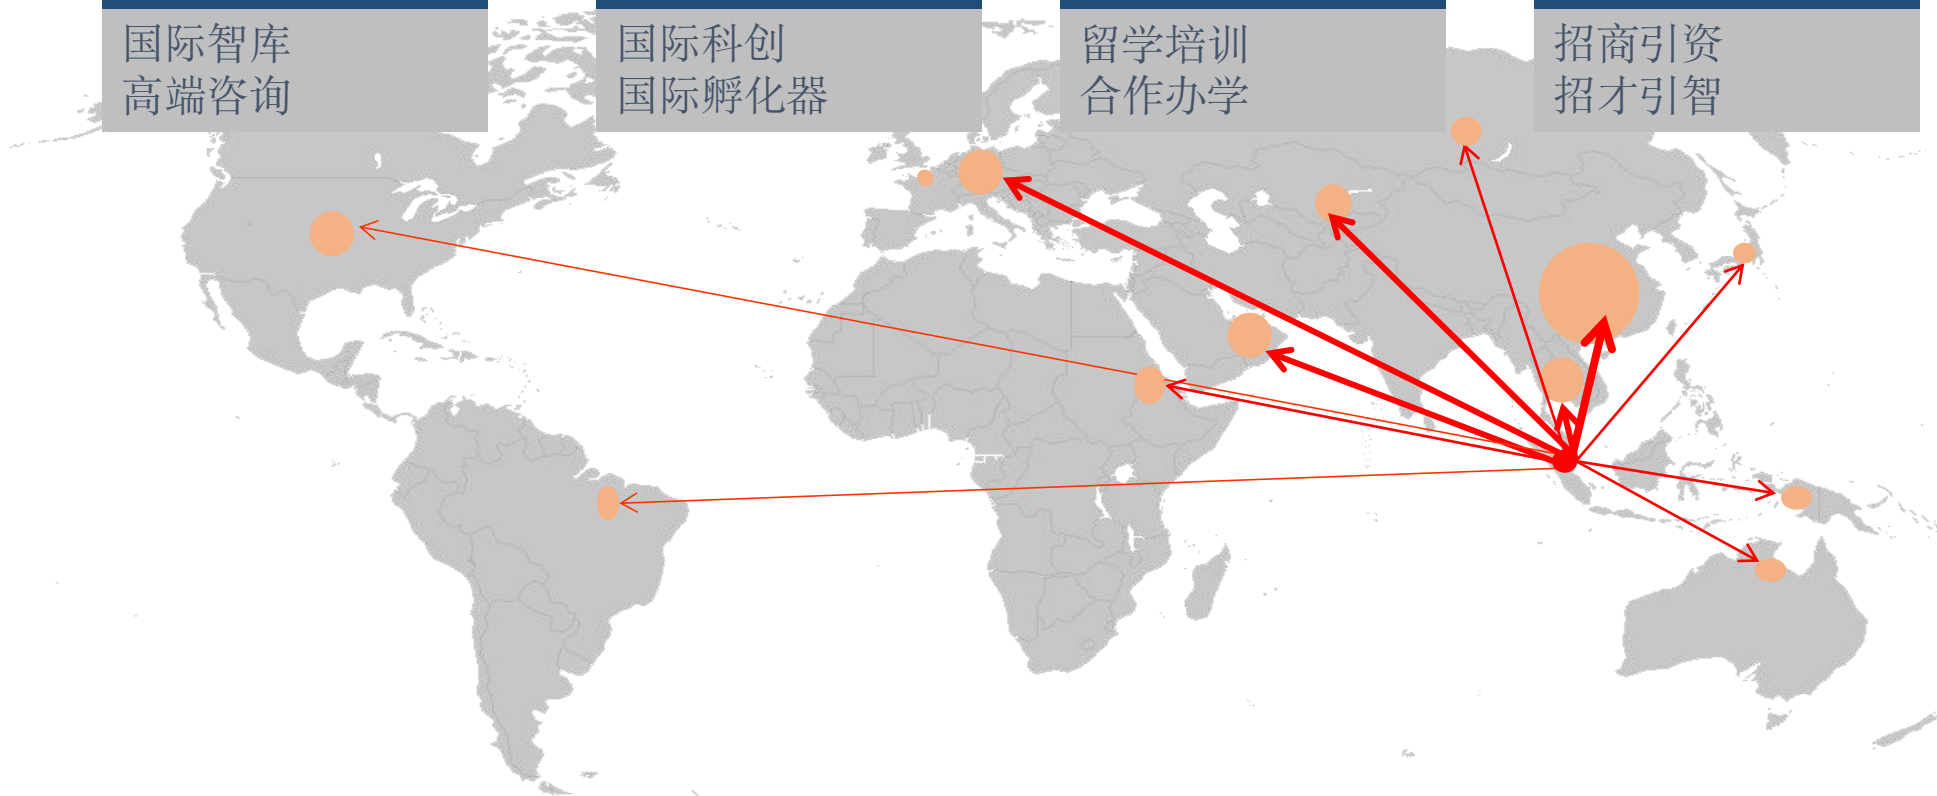 国际智库
高端咨询
国际科创
国际孵化器
留学培训
合作办学
招商引资
招才引智